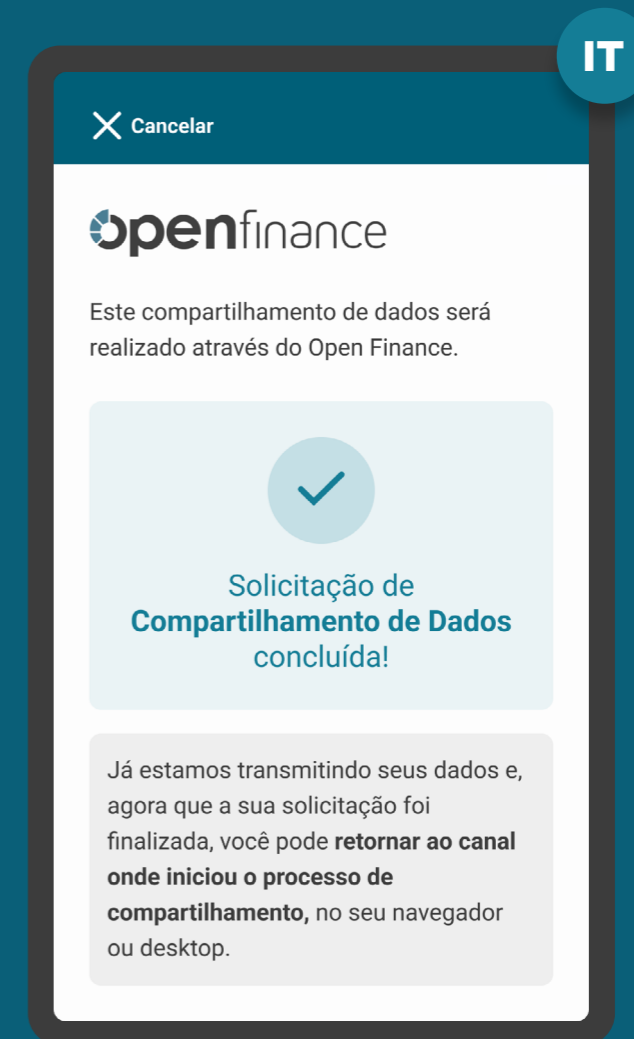 IT
Cancelar
openfinance
Este compartilhamento de dados será
realizado através do Open Finance.
Solicitação de
Compartilhamento de Dados
concluída!
Já estamos transmitindo seus dados e,
agora que a sua solicitação foi
finalizada, você pode retornar ao canal
onde iniciou o processo de
compartilhamento, no seu navegador
ou desktop.